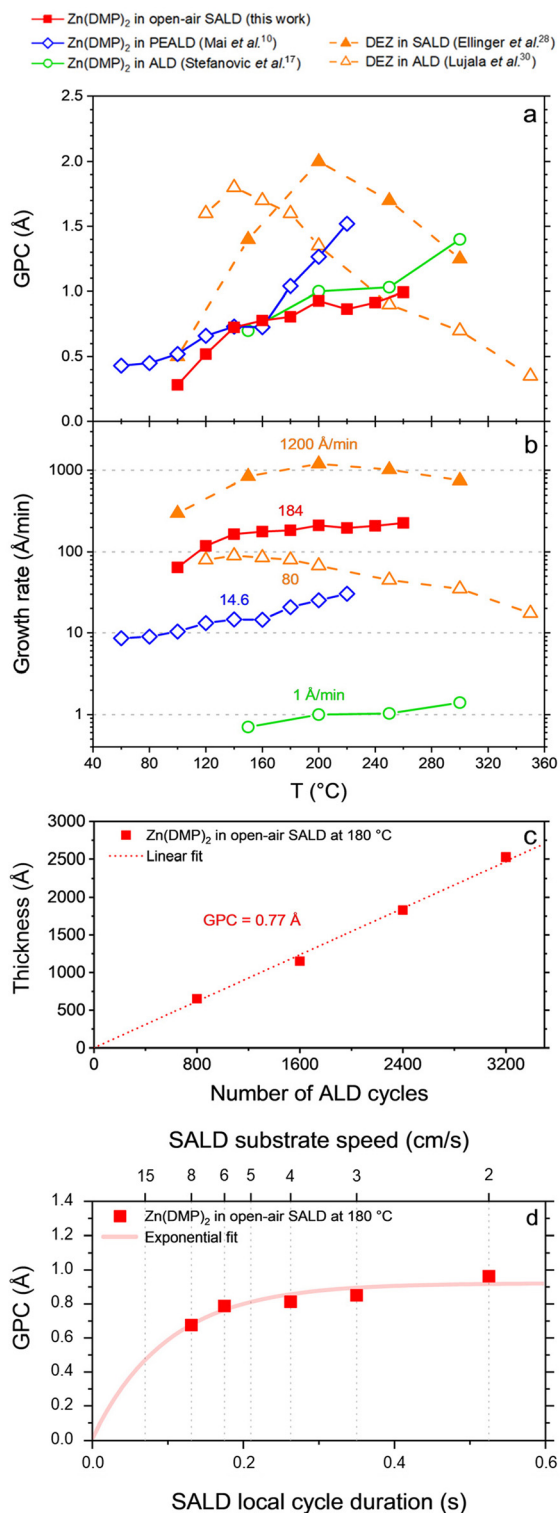 Zn(DMP)₂ in open-air SALD (this work)
Zn(DMP)₂ in PEALD (Mai et al.¹⁰)
DEZ in SALD (Ellinger et al.²⁸)
Zn(DMP)₂ in ALD (Stefanovic et al.¹⁷)
DEZ in ALD (Lujala et al.³⁰)
a
2.5
2.0
1.5
1.0
0.5
0.0
GPC (Å)
b
1200 Å/min
184
80
14.6
1 Å/min
1000
100
10
1
Growth rate (Å/min)
40 80 120 160 200 240 280 320 360
T (°C)
c
Zn(DMP)₂ in open-air SALD at 180 °C
Linear fit
GPC = 0.77 Å
3000
2500
2000
1500
1000
500
0
Thickness (Å)
0 800 1600 2400 3200
Number of ALD cycles
SALD substrate speed (cm/s)
15 8 6 5 4 3 2
d
Zn(DMP)₂ in open-air SALD at 180 °C
Exponential fit
1.4
1.2
1.0
0.8
0.6
0.4
0.2
0.0
GPC (Å)
0.0 0.2 0.4 0.6
SALD local cycle duration (s)